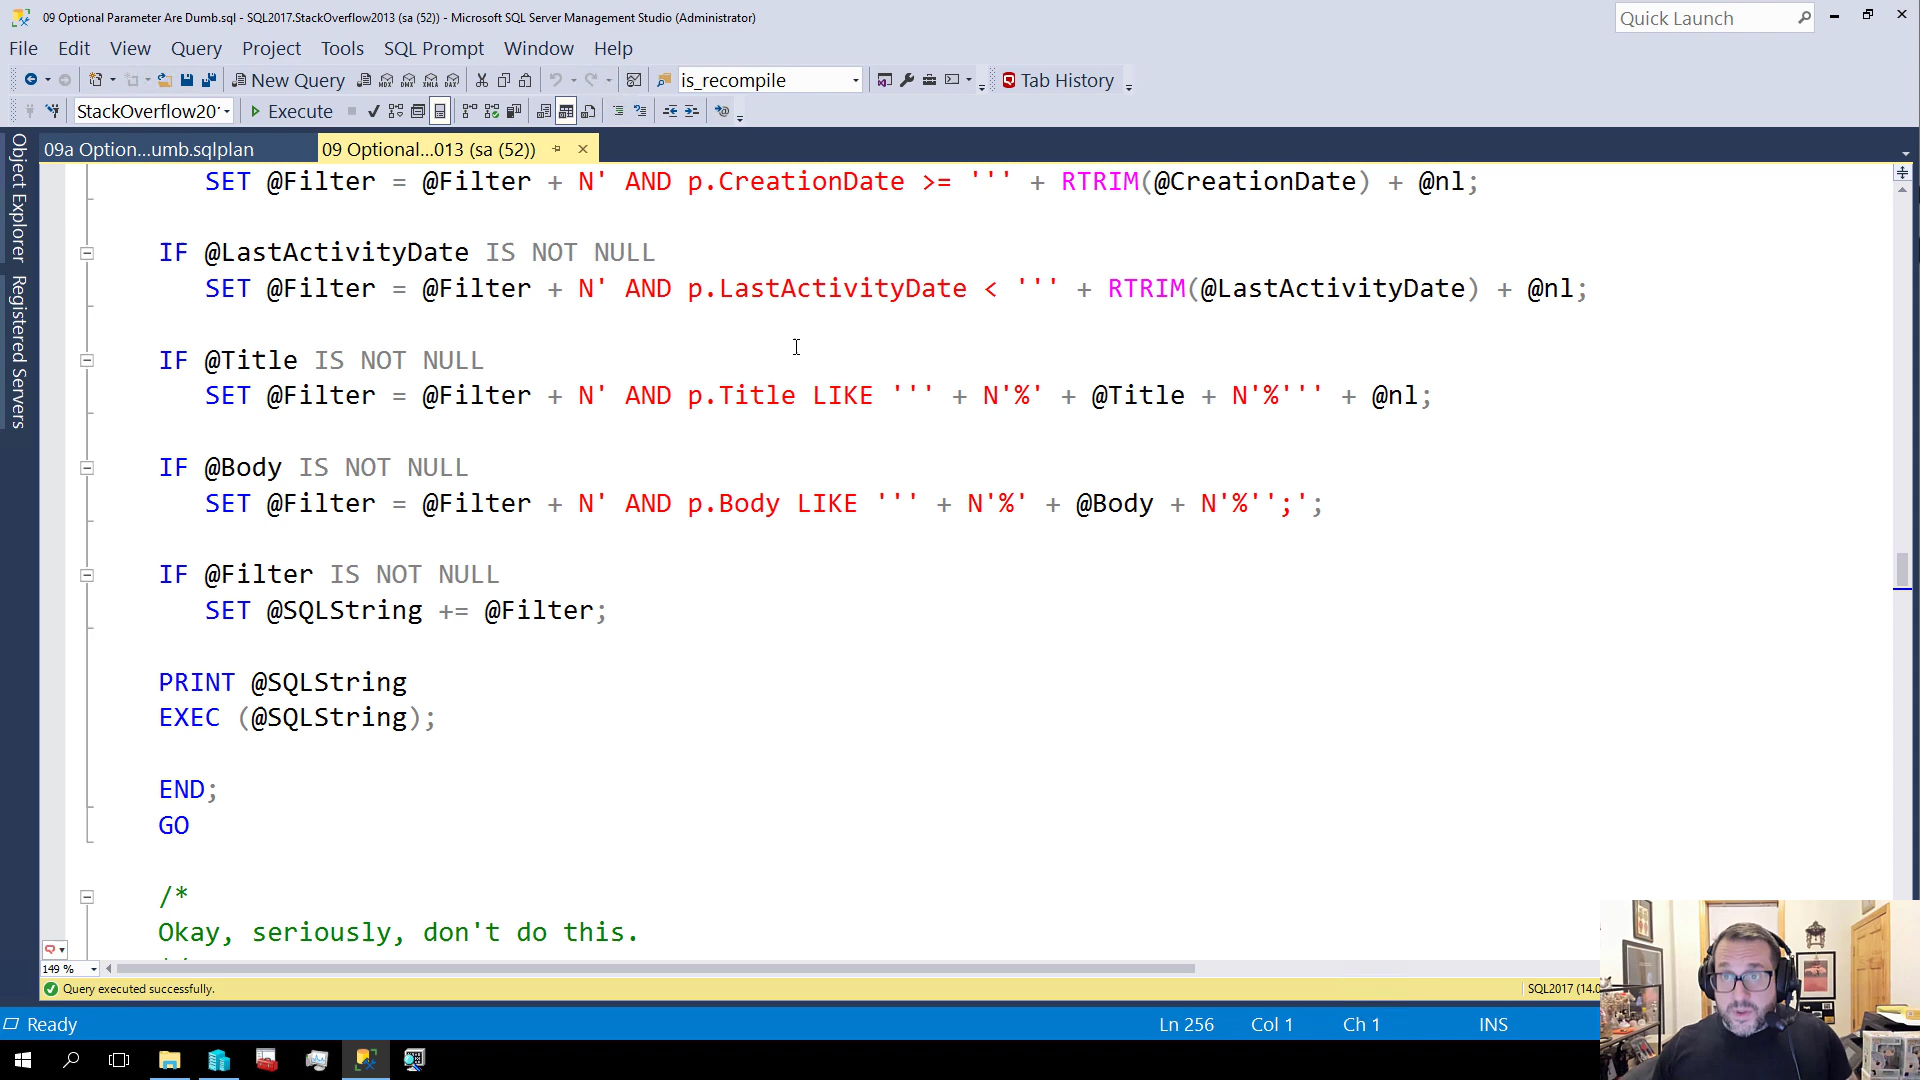 09 Optional Parameter Are Dumb.sql - SQL2017.StackOverflow2013 (sa (52)) - Microsoft SQL Server Management Studio (Administrator)
Quick Launch
File Edit View Query Project Tools SQL Prompt Window Help
New Query is_recompile Tab History
StackOverflow20 Execute
09a Option...umb.sqlplan 09 Optional...013 (sa (52))
Object Explorer
Registered Servers
SET @Filter = @Filter + N' AND p.CreationDate >= ''' + RTRIM(@CreationDate) + @nl;
IF @LastActivityDate IS NOT NULL
SET @Filter = @Filter + N' AND p.LastActivityDate < ''' + RTRIM(@LastActivityDate) + @nl;
IF @Title IS NOT NULL
SET @Filter = @Filter + N' AND p.Title LIKE ''' + N'%' + @Title + N'%''' + @nl;
IF @Body IS NOT NULL
SET @Filter = @Filter + N' AND p.Body LIKE ''' + N'%' + @Body + N'%'';';
IF @Filter IS NOT NULL
SET @SQLString += @Filter;
PRINT @SQLString
EXEC (@SQLString);
END;
GO
/*
Okay, seriously, don't do this.
149 %
Query executed successfully. SQL2017 (14.0
Ready Ln 256 Col 1 Ch 1 INS